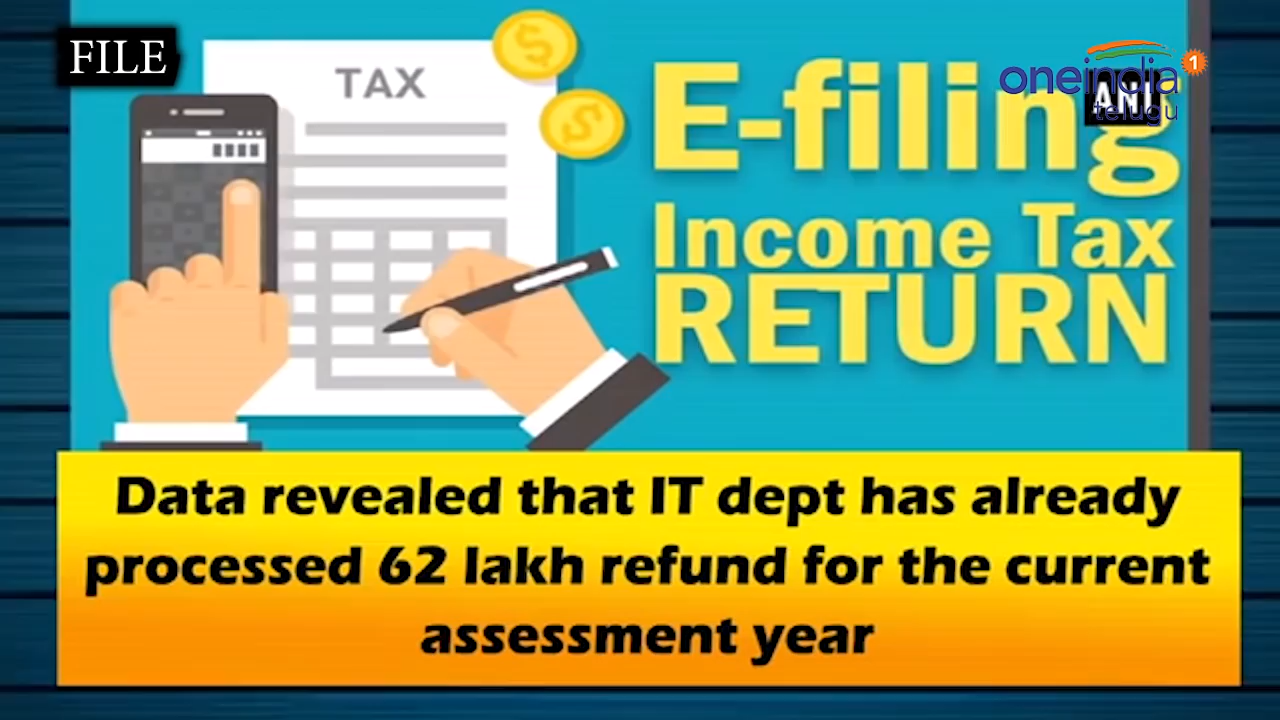 FILE
TAX
E-filing
Income Tax
RETURN
oneindia
1
ANI
telugu
Data revealed that IT dept has already
processed 62 lakh refund for the current
assessment year